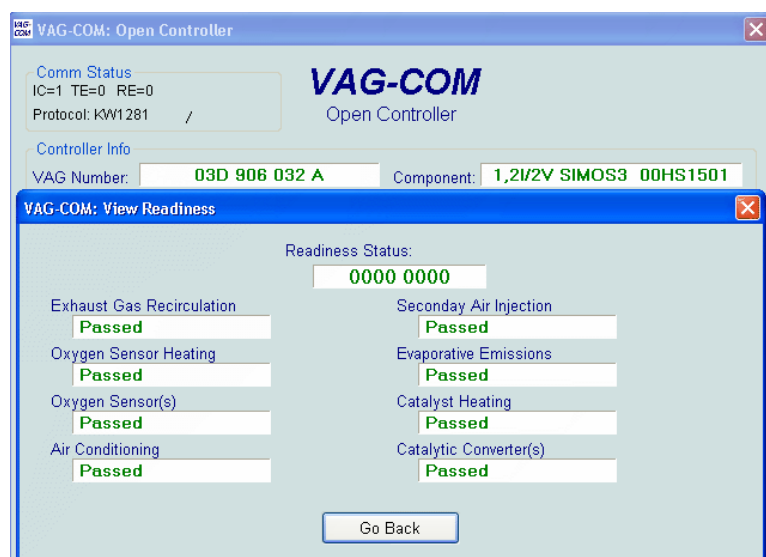 VAG-COM VAG-COM: Open Controller
Comm Status
IC=1 TE=0 RE=0
Protocol: KW1281 /
VAG-COM
Open Controller
Controller Info
VAG Number: 03D 906 032 A Component: 1,2l/2V SIMOS3 00HS1501
VAG-COM: View Readiness
Readiness Status:
0000 0000
Exhaust Gas Recirculation
Passed
Seconday Air Injection
Passed
Oxygen Sensor Heating
Passed
Evaporative Emissions
Passed
Oxygen Sensor(s)
Passed
Catalyst Heating
Passed
Air Conditioning
Passed
Catalytic Converter(s)
Passed
Go Back